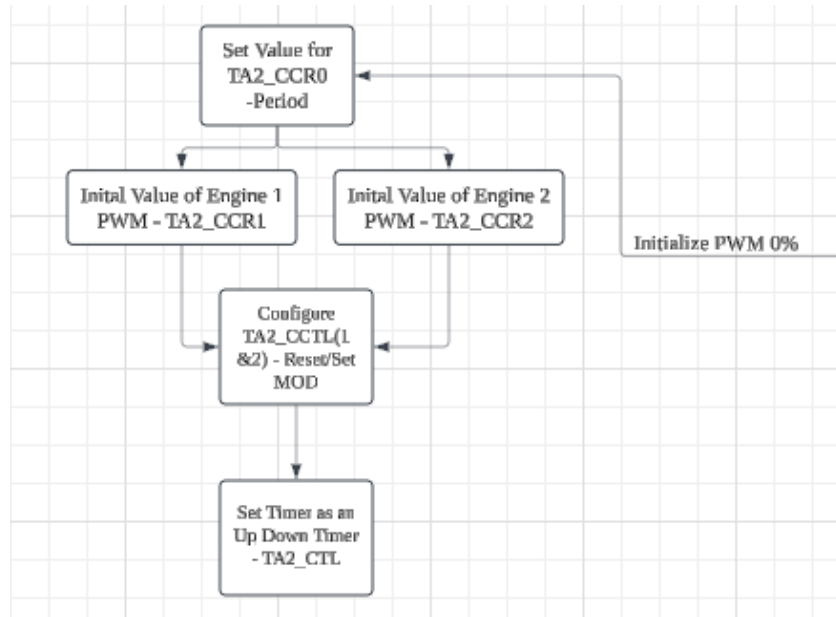 Set Value for
TA2_CCR0
-Period
Inital Value of Engine 1
PWM - TA2_CCR1
Inital Value of Engine 2
PWM - TA2_CCR2
Initialize PWM 0%
Configure
TA2_CCTL(1
&2) - Reset/Set
MOD
Set Timer as an
Up Down Timer
- TA2_CTL